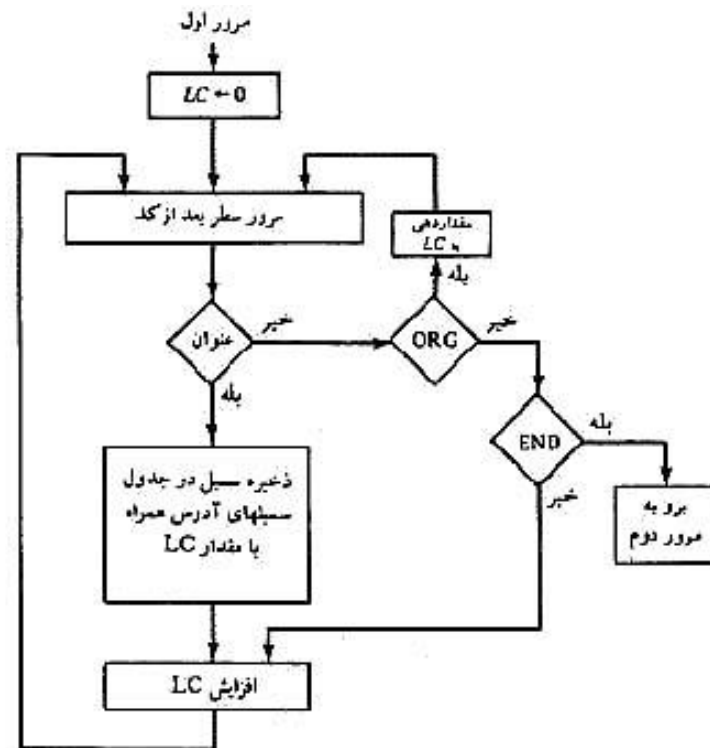 مرور اول
LC ← 0
مرور سطر بعد از کد
مقداردهی
به LC
بله
عنوان
خیر
ORG
خیر
بله
END
بله
خیر
ذخیره سمبل در جدول
سمبلهای آدرس همراه
با مقدار LC
برو به
مرور دوم
افزایش LC